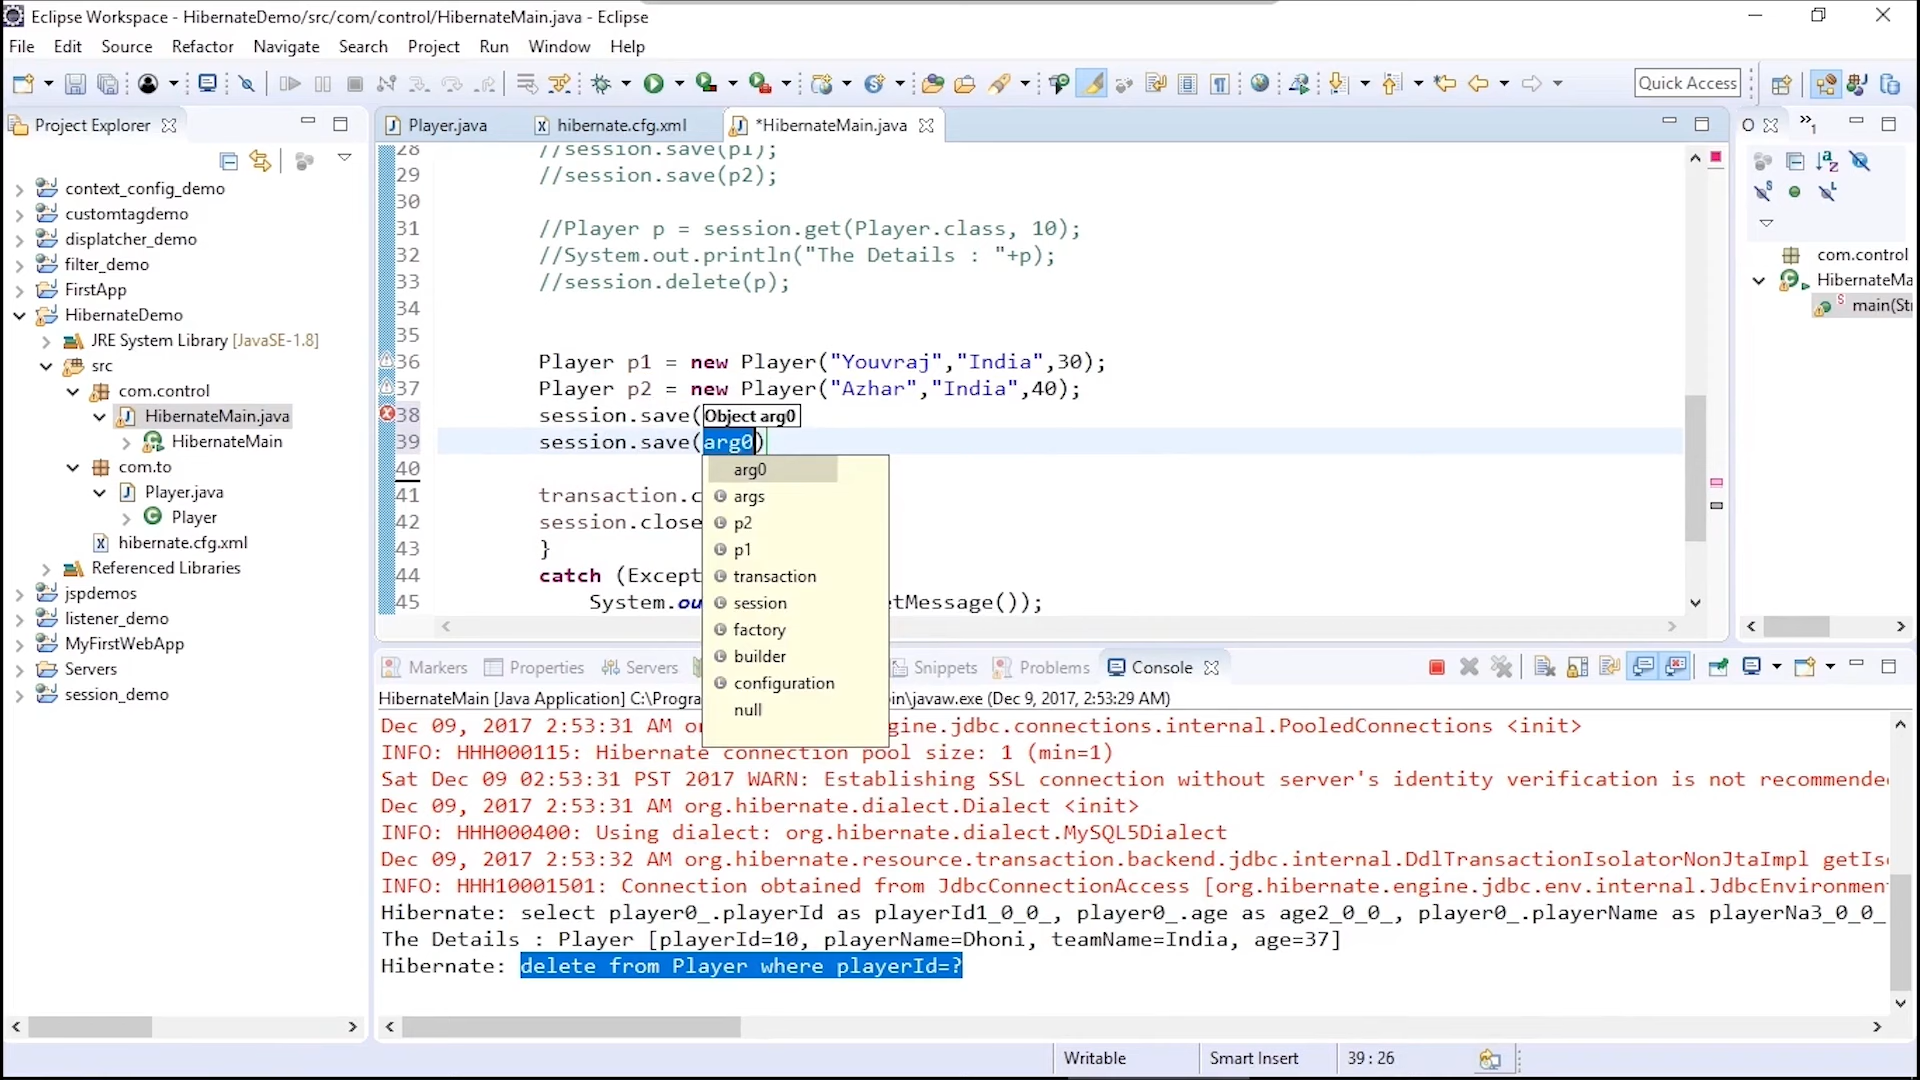 Eclipse Workspace - HibernateDemo/src/com/control/HibernateMain.java - Eclipse
File Edit Source Refactor Navigate Search Project Run Window Help
Quick Access
Project Explorer
context_config_demo
customtagdemo
displatcher_demo
filter_demo
FirstApp
HibernateDemo
JRE System Library [JavaSE-1.8]
src
com.control
HibernateMain.java
HibernateMain
com.to
Player.java
Player
hibernate.cfg.xml
Referenced Libraries
jspdemos
listener_demo
MyFirstWebApp
Servers
session_demo
Player.java hibernate.cfg.xml *HibernateMain.java
28 //session.save(p1);
29 //session.save(p2);
30
31 //Player p = session.get(Player.class, 10);
32 //System.out.println("The Details : "+p);
33 //session.delete(p);
34
35
36 Player p1 = new Player("Youvraj","India",30);
37 Player p2 = new Player("Azhar","India",40);
38 session.save( Object arg0
39 session.save(arg0)
40
41 transaction.c
42 session.close
43 }
44 catch (Except
45 System.ou etMessage());
arg0
args
p2
p1
transaction
session
factory
builder
configuration
null
O
1
com.control
HibernateMa
S main(Stri
Markers Properties Servers Snippets Problems Console
HibernateMain [Java Application] C:\Progra in\javaw.exe (Dec 9, 2017, 2:53:29 AM)
Dec 09, 2017 2:53:31 AM or gine.jdbc.connections.internal.PooledConnections <init>
INFO: HHH000115: Hibernate connection pool size: 1 (min=1)
Sat Dec 09 02:53:31 PST 2017 WARN: Establishing SSL connection without server's identity verification is not recommende
Dec 09, 2017 2:53:31 AM org.hibernate.dialect.Dialect <init>
INFO: HHH000400: Using dialect: org.hibernate.dialect.MySQL5Dialect
Dec 09, 2017 2:53:32 AM org.hibernate.resource.transaction.backend.jdbc.internal.DdlTransactionIsolatorNonJtaImpl getIs
INFO: HHH10001501: Connection obtained from JdbcConnectionAccess [org.hibernate.engine.jdbc.env.internal.JdbcEnvironmen
Hibernate: select player0_.playerId as playerId1_0_0_, player0_.age as age2_0_0_, player0_.playerName as playerNa3_0_0_
The Details : Player [playerId=10, playerName=Dhoni, teamName=India, age=37]
Hibernate: delete from Player where playerId=?
Writable Smart Insert 39 : 26